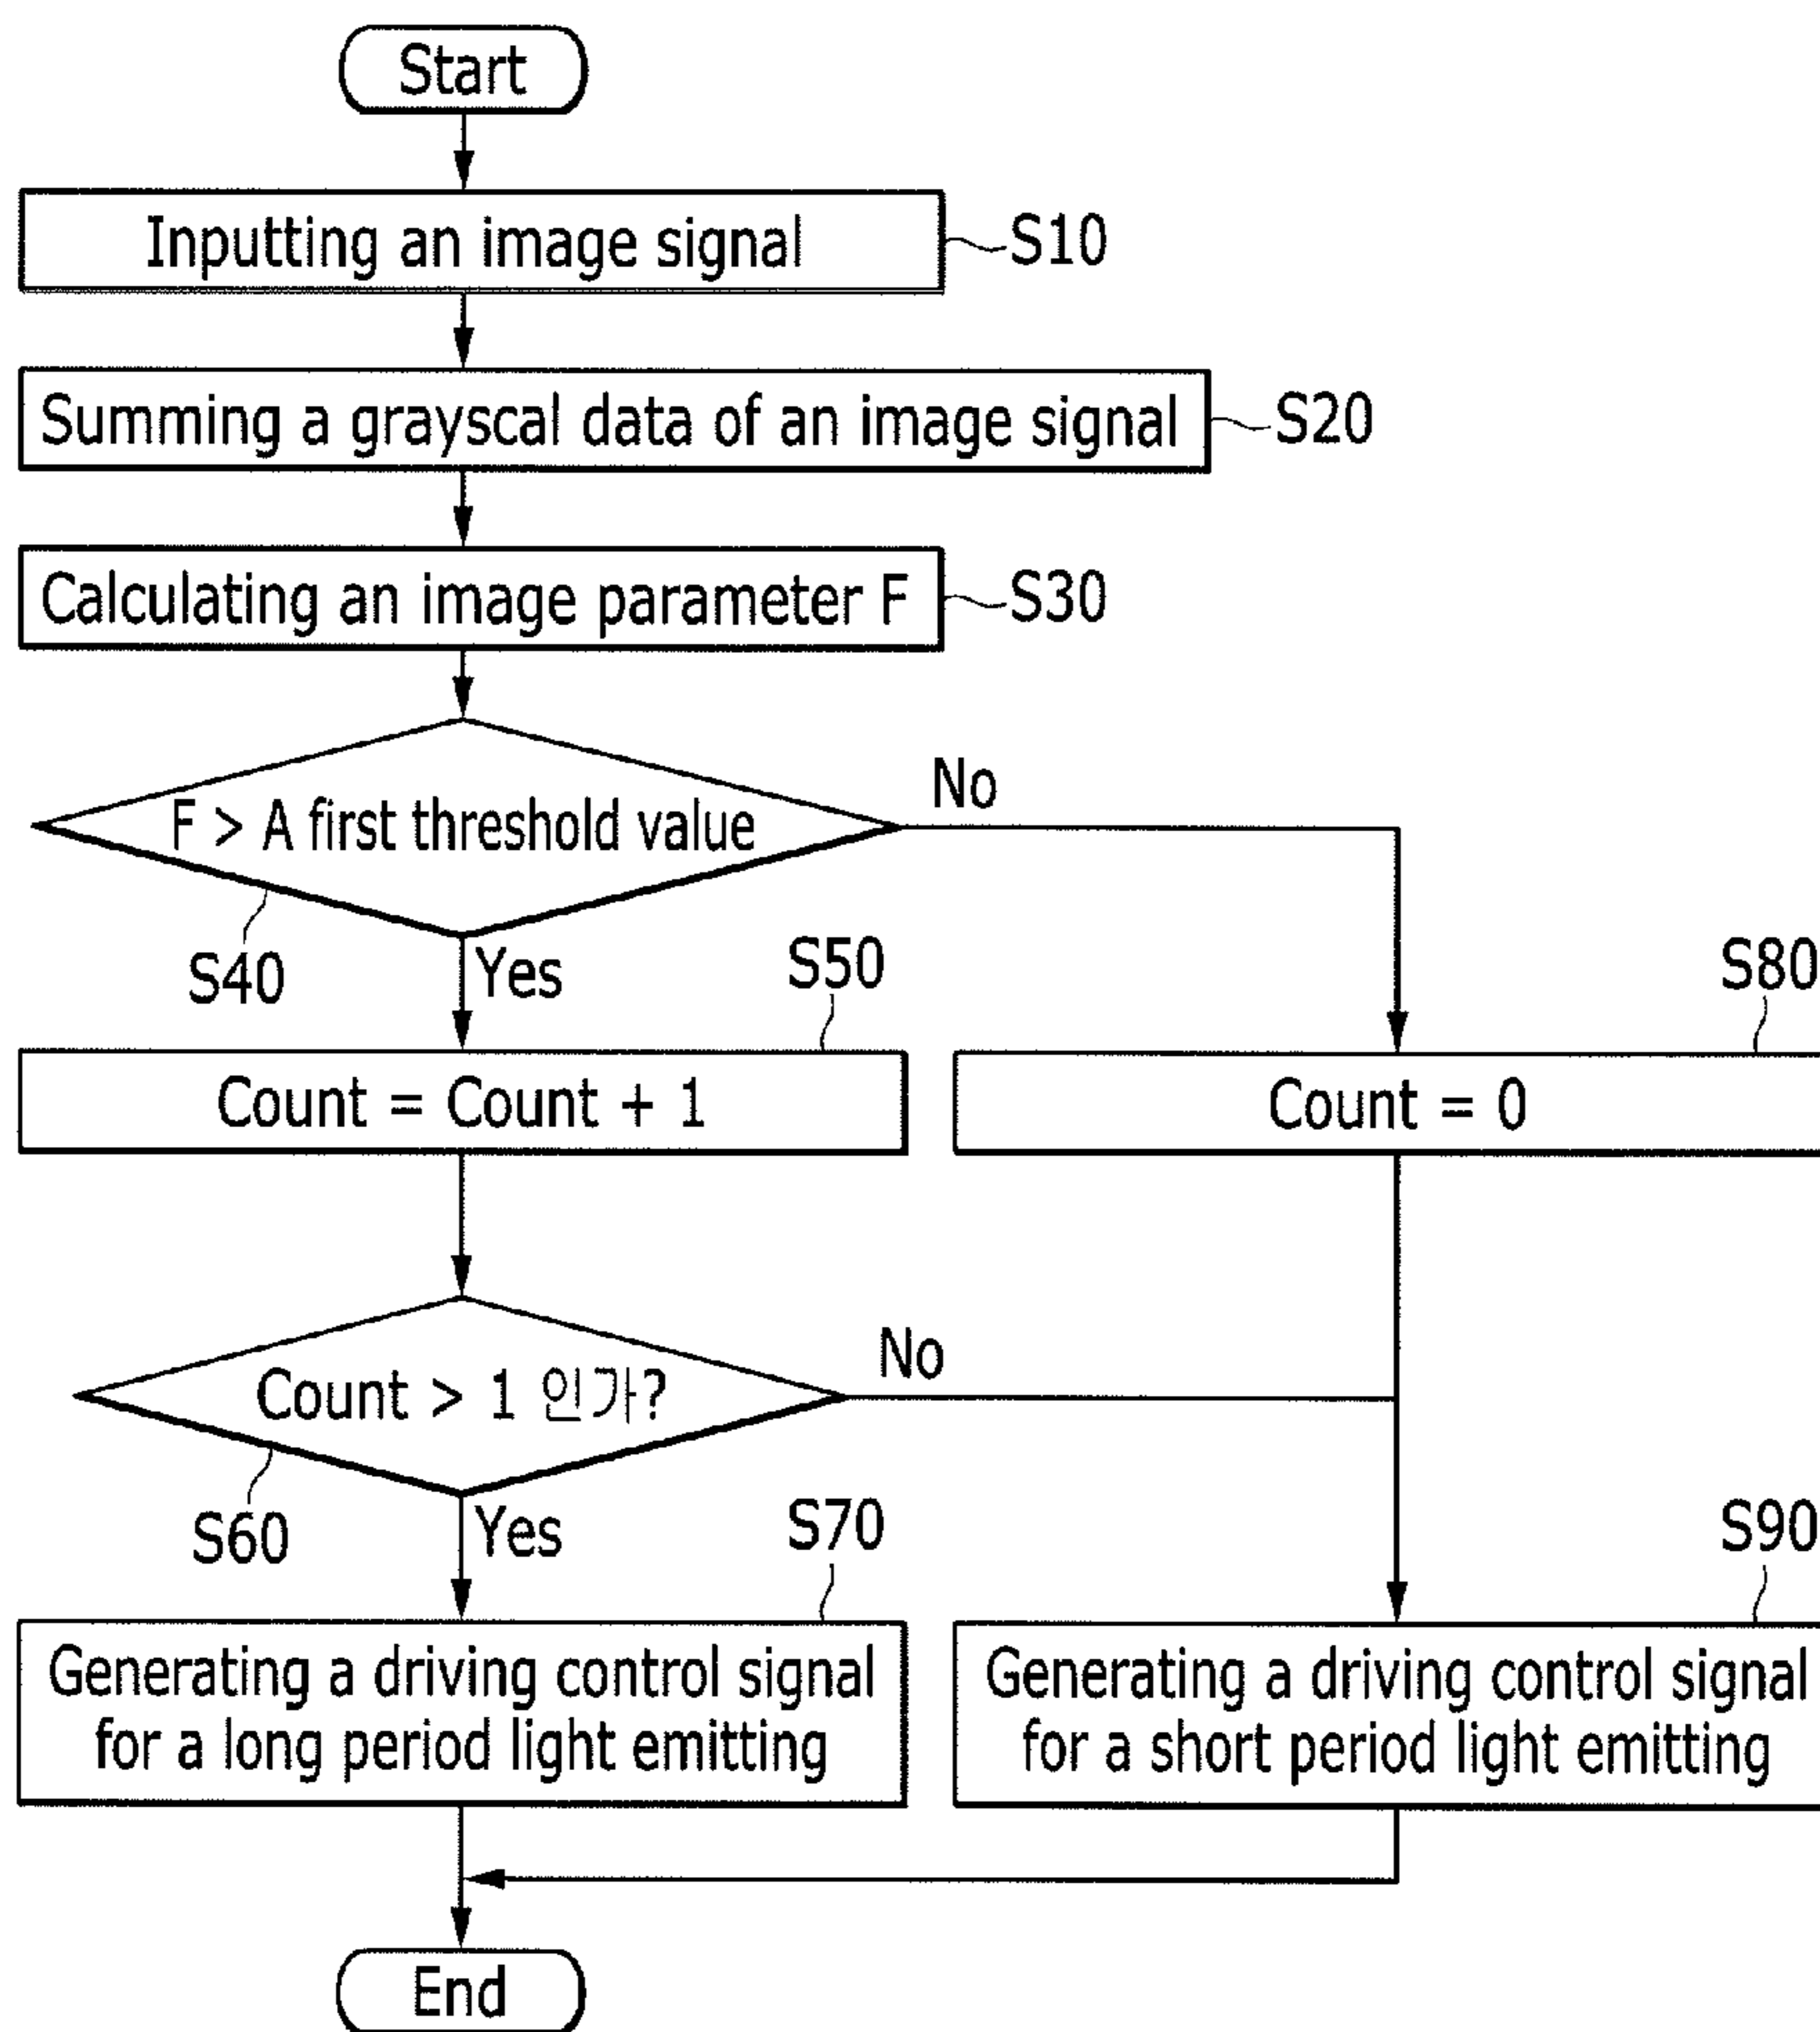 Start
Inputting an image signal
S10
Summing a grayscal data of an image signal
S20
Calculating an image parameter F
S30
F > A first threshold value
No
S40
Yes
S50
S80
Count = Count + 1
Count = 0
Count > 1 인가?
No
S60
Yes
S70
S90
Generating a driving control signal
for a long period light emitting
Generating a driving control signal
for a short period light emitting
End